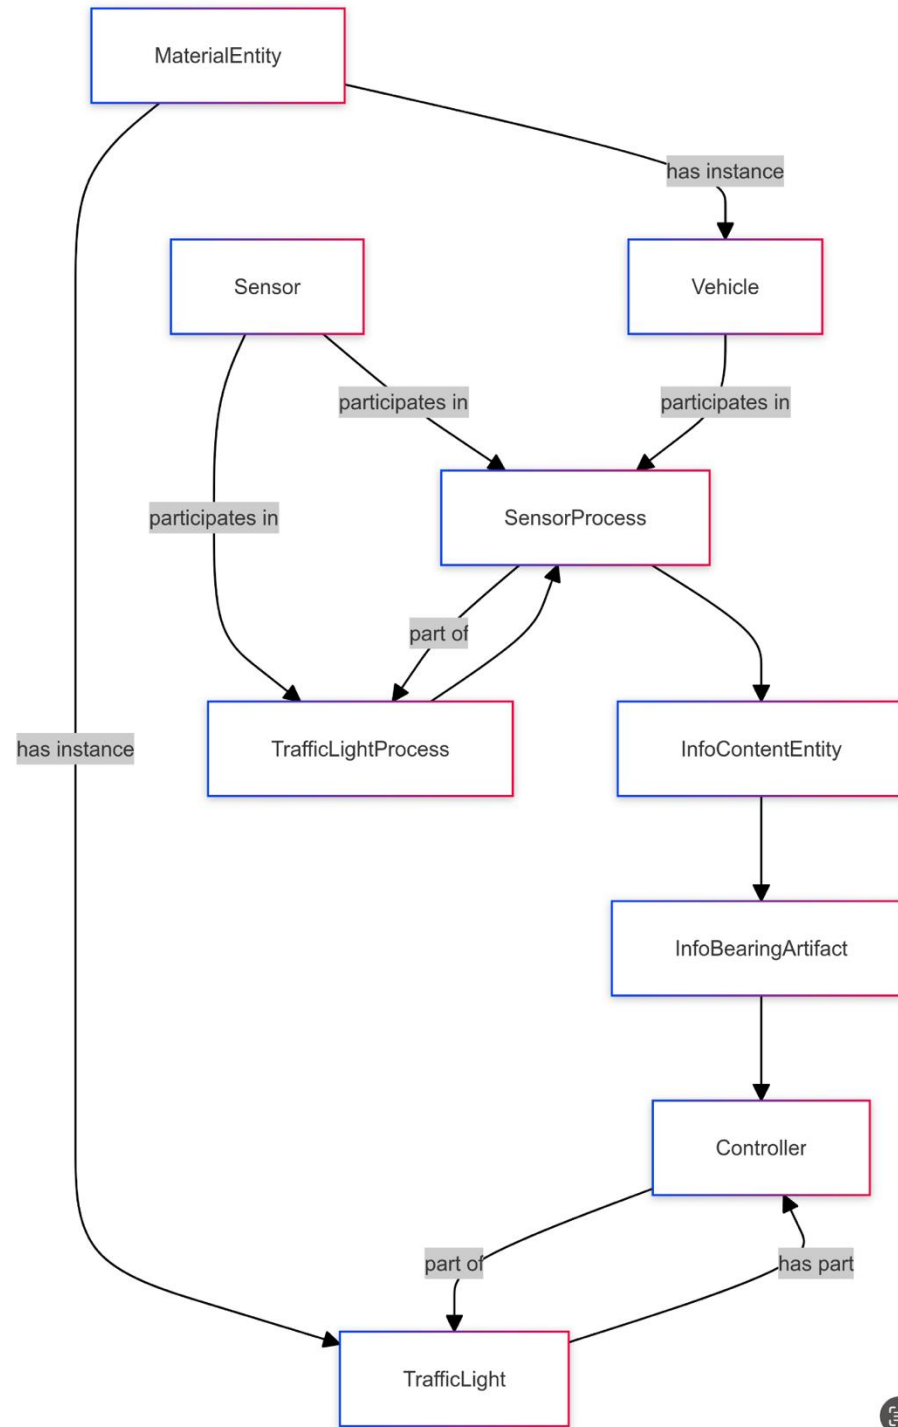 MaterialEntity
has instance
Sensor
Vehicle
participates in
participates in
participates in
SensorProcess
part of
TrafficLightProcess
has instance
InfoContentEntity
InfoBearingArtifact
Controller
part of
has part
TrafficLight